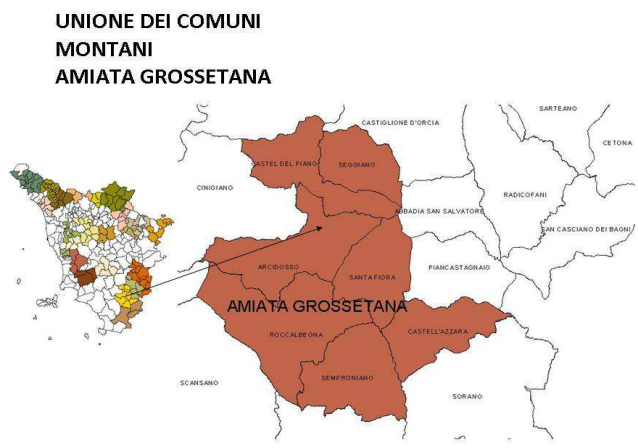 UNIONE DEI COMUNI
MONTANI
AMIATA GROSSETANA
SARTEANO
CASTIGLIONE D'ORCIA
CETONA
CASTEL DEL PIANO
SEGGIANO
CINIGIANO
RADICOFANI
ABBADIA SAN SALVATORE
SAN CASCIANO DEI BAGNI
ARCIDOSSO
PIANCASTAGNAIO
SANTA FIORA
AMIATA GROSSETANA
ROCCALBEGNA
CASTELL'AZZARA
SEMPRONIANO
SCANSANO
SORANO